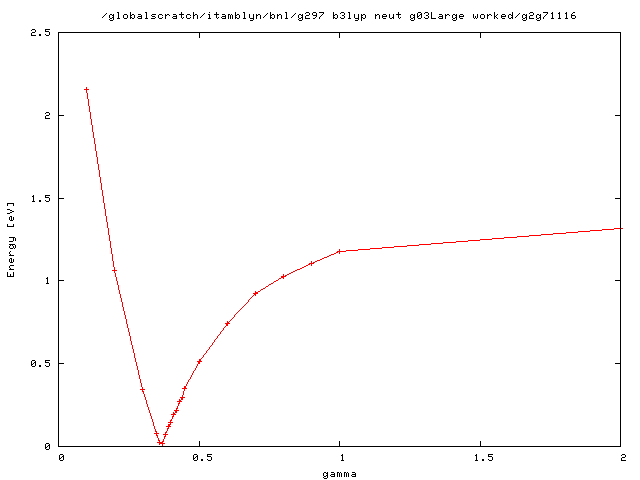 /globalscratch/itamblyn/bnl/g297 b3lyp neut g03Large worked/g2g71116
2.5
2
1.5
1
0.5
0
Energy [eV]
0 0.5 1 1.5 2
gamma